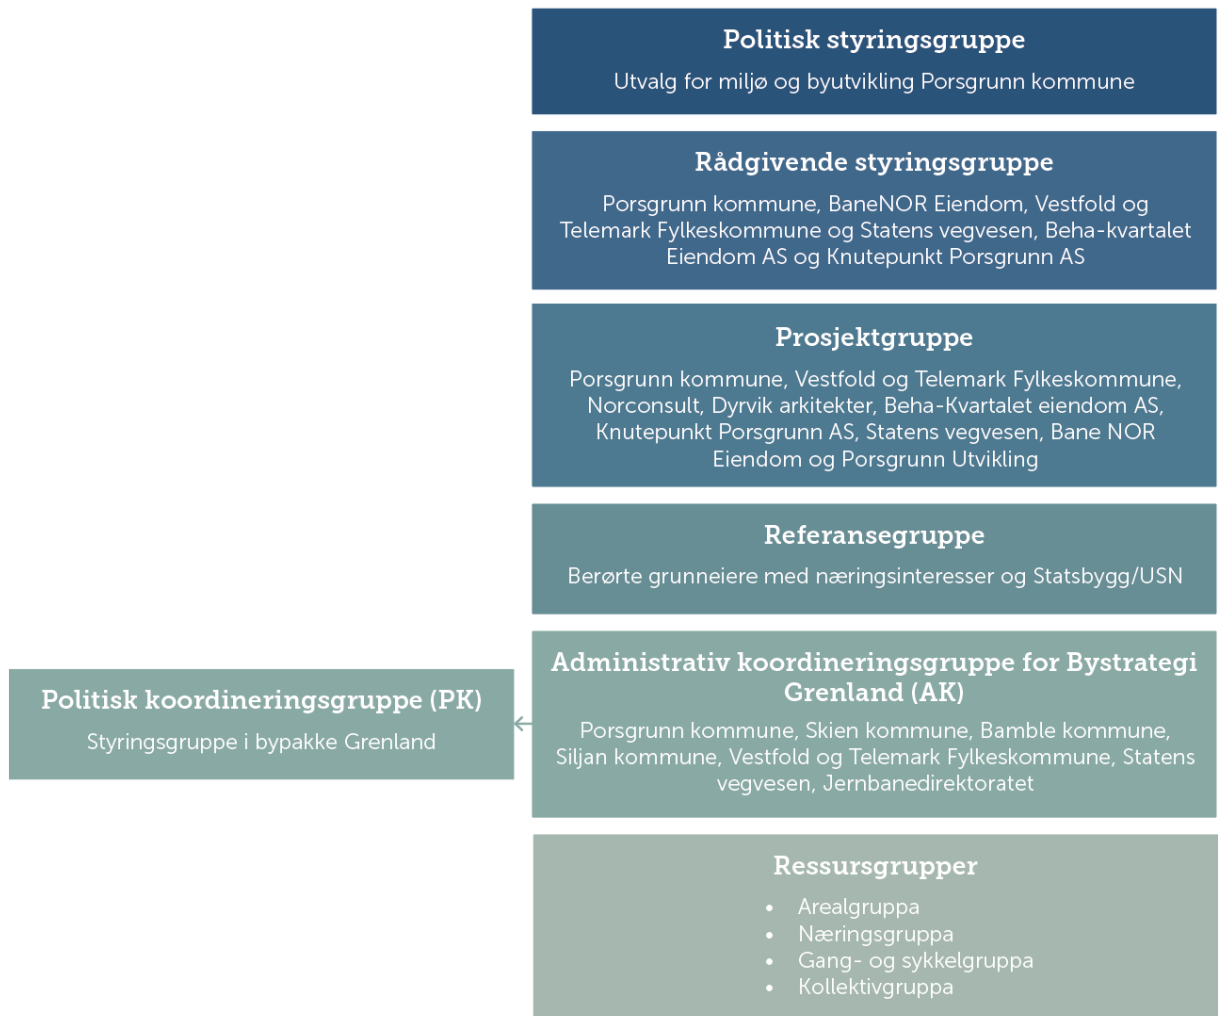 Politisk styringsgruppe
Utvalg for miljø og byutvikling Porsgrunn kommune
Rådgivende styringsgruppe
Porsgrunn kommune, BaneNOR Eiendom, Vestfold og
Telemark Fylkeskommune og Statens vegvesen, Beha-kvartalet
Eiendom AS og Knutepunkt Porsgrunn AS
Prosjektgruppe
Porsgrunn kommune, Vestfold og Telemark Fylkeskommune,
Norconsult, Dyrvik arkitekter, Beha-Kvartalet eiendom AS,
Knutepunkt Porsgrunn AS, Statens vegvesen, Bane NOR
Eiendom og Porsgrunn Utvikling
Referansegruppe
Berørte grunneiere med næringsinteresser og Statsbygg/USN
Administrativ koordineringsgruppe for Bystrategi
Grenland (AK)
Porsgrunn kommune, Skien kommune, Bamble kommune,
Siljan kommune, Vestfold og Telemark Fylkeskommune, Statens
vegvesen, Jernbanedirektoratet
Politisk koordineringsgruppe (PK)
Styringsgruppe i bypakke Grenland
Ressursgrupper
• Arealgruppa
• Næringsgruppa
• Gang- og sykkelgruppa
• Kollektivgruppa